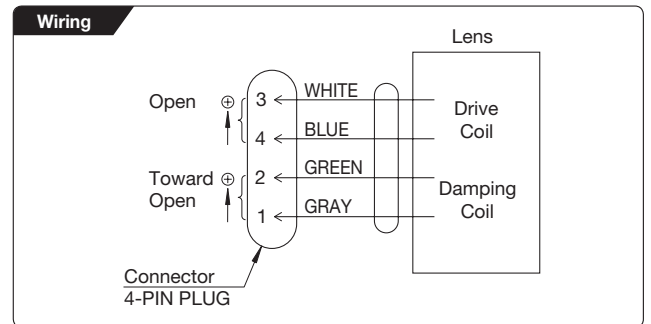 Wiring
Lens
Open ⊕ 3 WHITE
Drive
Coil
4 BLUE
Toward ⊕ 2 GREEN
Open
Damping
Coil
1 GRAY
Connector
4-PIN PLUG